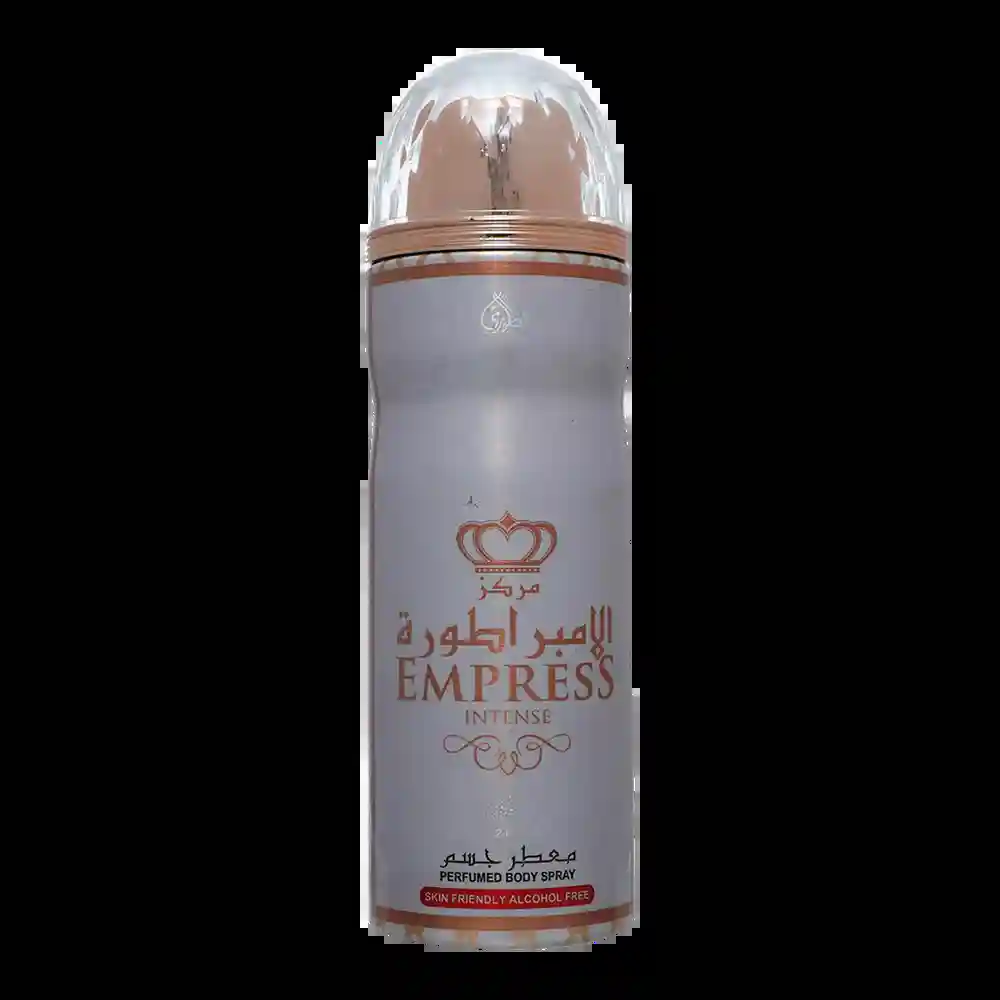 مركز
الامبراطورة
EMPRESS
INTENSE
معطر جسم
PERFUMED BODY SPRAY
SKIN FRIENDLY ALCOHOL FREE